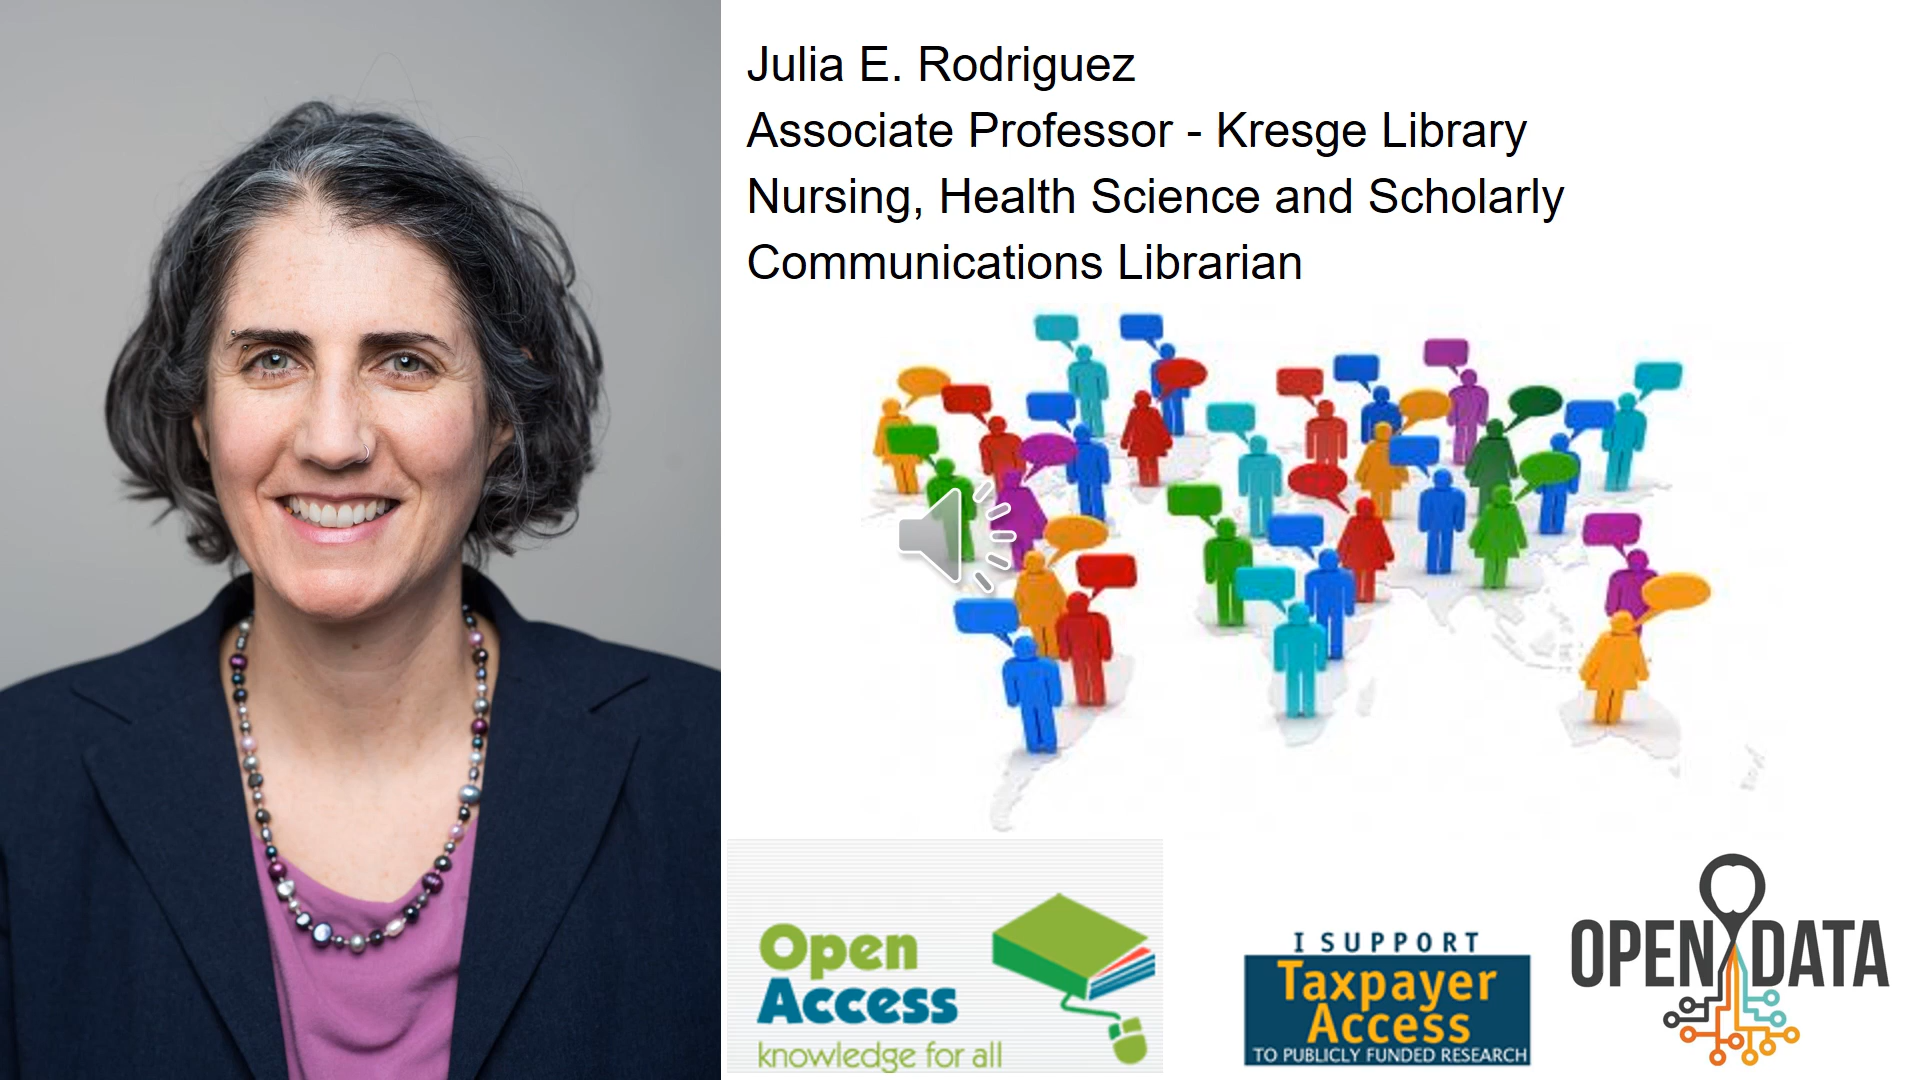 Julia E. Rodriguez
Associate Professor - Kresge Library
Nursing, Health Science and Scholarly
Communications Librarian
Open
Access
knowledge for all
I SUPPORT
Taxpayer
Access
TO PUBLICLY FUNDED RESEARCH
OPEN DATA